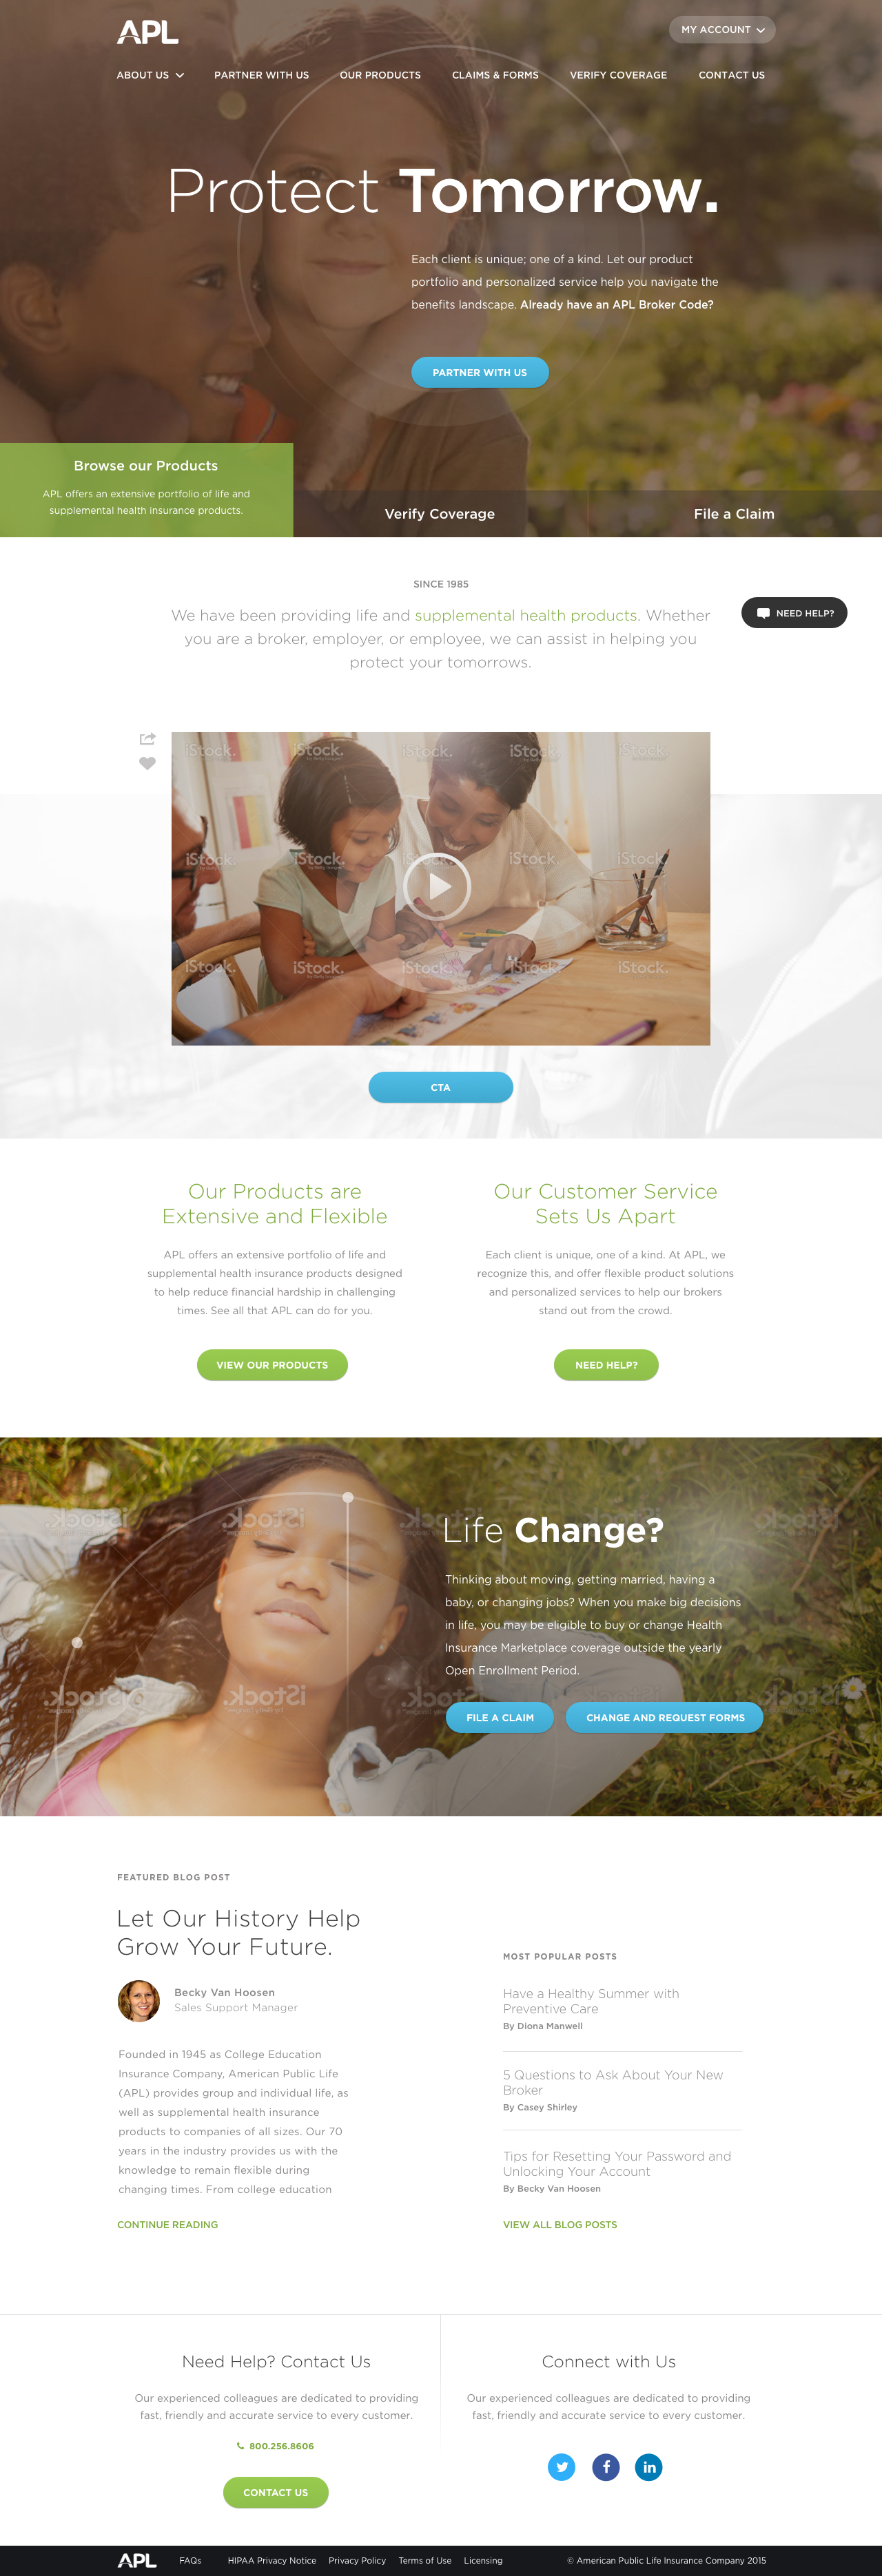 APL
MY ACCOUNT
ABOUT US
PARTNER WITH US
OUR PRODUCTS
CLAIMS & FORMS
VERIFY COVERAGE
CONTACT US
Protect Tomorrow.
Each client is unique; one of a kind. Let our product
portfolio and personalized service help you navigate the
benefits landscape. Already have an APL Broker Code?
PARTNER WITH US
Browse our Products
APL offers an extensive portfolio of life and
supplemental health insurance products.
Verify Coverage
File a Claim
SINCE 1985
We have been providing life and supplemental health products. Whether
you are a broker, employer, or employee, we can assist in helping you
protect your tomorrows.
NEED HELP?
iStock. iStock. iStock. iStock. iStock.
iStock. iStock. iStock. iStock. iStock.
iStock. iStock. iStock. iStock. iStock.
CTA
Our Products are
Extensive and Flexible
APL offers an extensive portfolio of life and
supplemental health insurance products designed
to help reduce financial hardship in challenging
times. See all that APL can do for you.
VIEW OUR PRODUCTS
Our Customer Service
Sets Us Apart
Each client is unique, one of a kind. At APL, we
recognize this, and offer flexible product solutions
and personalized services to help our brokers
stand out from the crowd.
NEED HELP?
Life Change?
Thinking about moving, getting married, having a
baby, or changing jobs? When you make big decisions
in life, you may be eligible to buy or change Health
Insurance Marketplace coverage outside the yearly
Open Enrollment Period.
FILE A CLAIM
CHANGE AND REQUEST FORMS
FEATURED BLOG POST
Let Our History Help
Grow Your Future.
Becky Van Hoosen
Sales Support Manager
Founded in 1945 as College Education
Insurance Company, American Public Life
(APL) provides group and individual life, as
well as supplemental health insurance
products to companies of all sizes. Our 70
years in the industry provides us with the
knowledge to remain flexible during
changing times. From college education
CONTINUE READING
MOST POPULAR POSTS
Have a Healthy Summer with
Preventive Care
By Diona Manwell
5 Questions to Ask About Your New
Broker
By Casey Shirley
Tips for Resetting Your Password and
Unlocking Your Account
By Becky Van Hoosen
VIEW ALL BLOG POSTS
Need Help? Contact Us
Our experienced colleagues are dedicated to providing
fast, friendly and accurate service to every customer.
800.256.8606
CONTACT US
Connect with Us
Our experienced colleagues are dedicated to providing
fast, friendly and accurate service to every customer.
APL
FAQs
HIPAA Privacy Notice
Privacy Policy
Terms of Use
Licensing
© American Public Life Insurance Company 2015